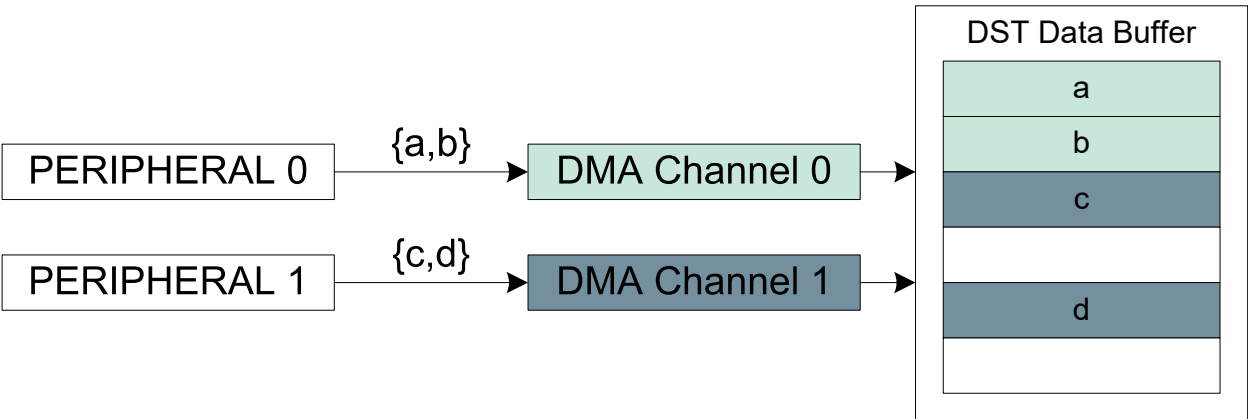 DST Data Buffer
a
{a,b}
b
PERIPHERAL 0
DMA Channel 0
c
{c,d}
PERIPHERAL 1
DMA Channel 1
d